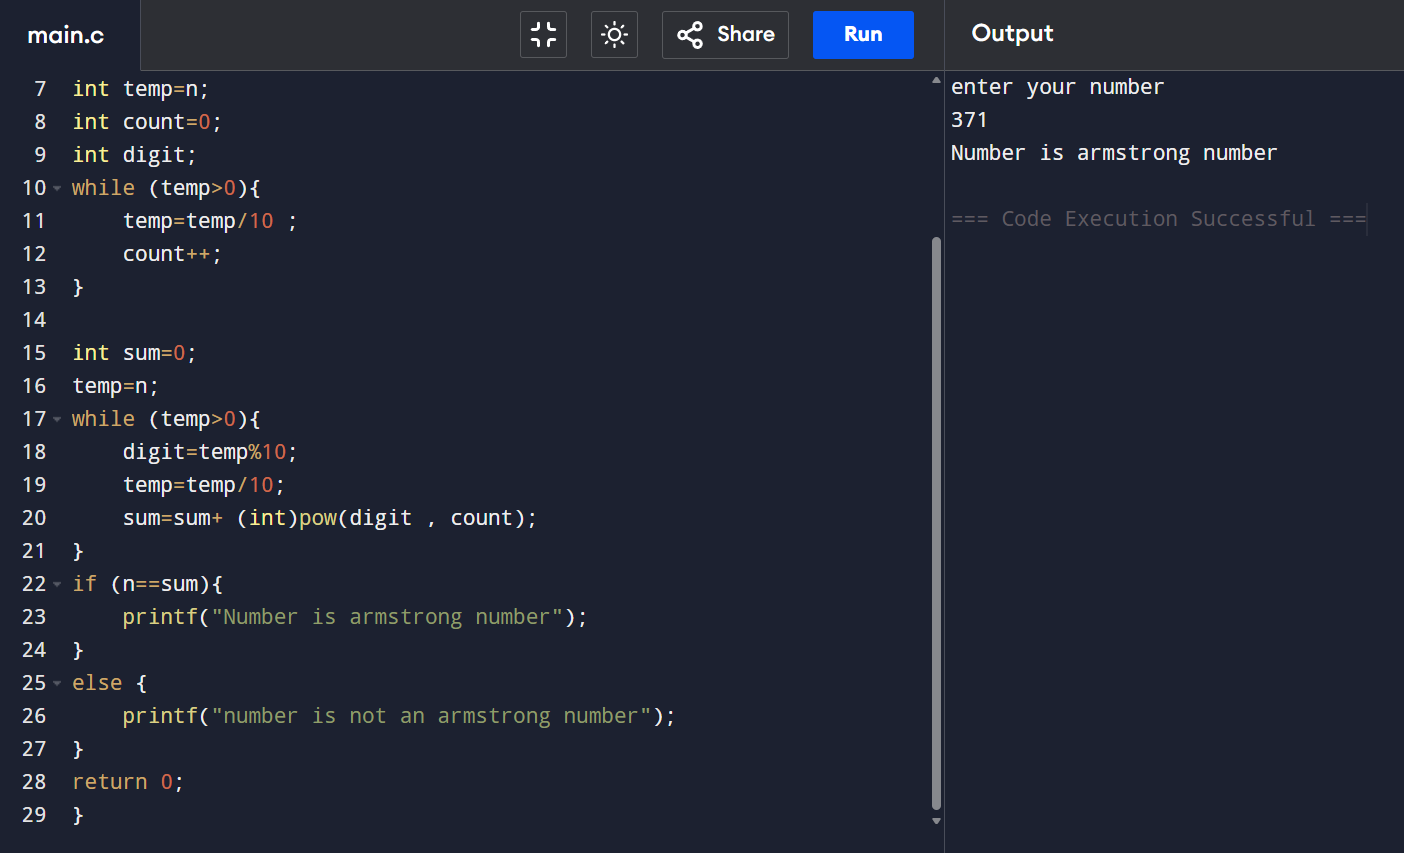 main.c
Share
Run
Output
7 int temp=n;
8 int count=0;
9 int digit;
10 while (temp>0){
11     temp=temp/10 ;
12     count++;
13 }
14
15 int sum=0;
16 temp=n;
17 while (temp>0){
18     digit=temp%10;
19     temp=temp/10;
20     sum=sum+ (int)pow(digit , count);
21 }
22 if (n==sum){
23     printf("Number is armstrong number");
24 }
25 else {
26     printf("number is not an armstrong number");
27 }
28 return 0;
29 }
enter your number
371
Number is armstrong number
=== Code Execution Successful ===